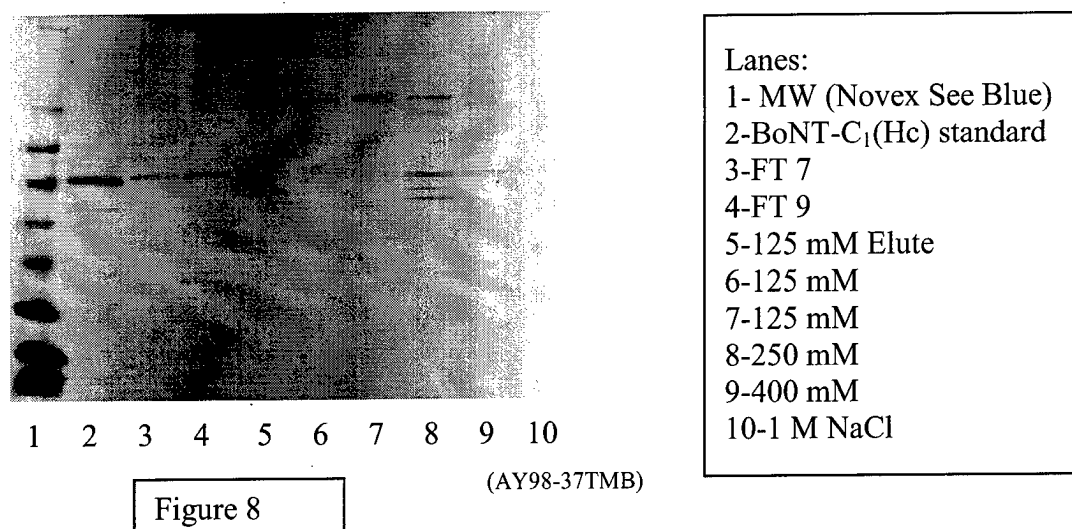 Lanes:
1- MW (Novex See Blue)
2-BoNT-C₁(Hc) standard
3-FT 7
4-FT 9
5-125 mM Elute
6-125 mM
7-125 mM
8-250 mM
9-400 mM
10-1 M NaCl
1 2 3 4 5 6 7 8 9 10
(AY98-37TMB)
Figure 8